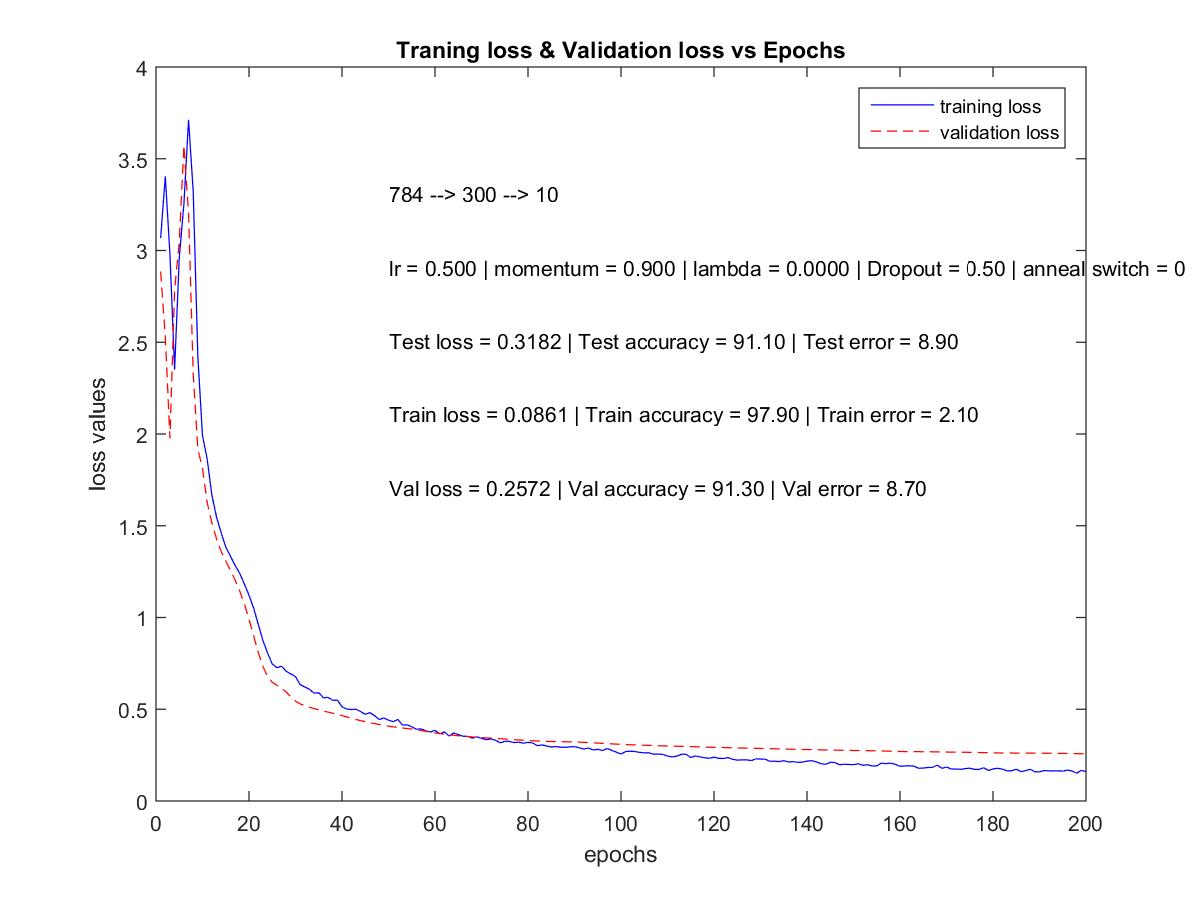 Traning loss & Validation loss vs Epochs
4
3.5
3
2.5
2
1.5
1
0.5
0
loss values
training loss
validation loss
784 --> 300 --> 10
lr = 0.500 | momentum = 0.900 | lambda = 0.0000 | Dropout = 0.50 | anneal switch = 0
Test loss = 0.3182 | Test accuracy = 91.10 | Test error = 8.90
Train loss = 0.0861 | Train accuracy = 97.90 | Train error = 2.10
Val loss = 0.2572 | Val accuracy = 91.30 | Val error = 8.70
0 20 40 60 80 100 120 140 160 180 200
epochs